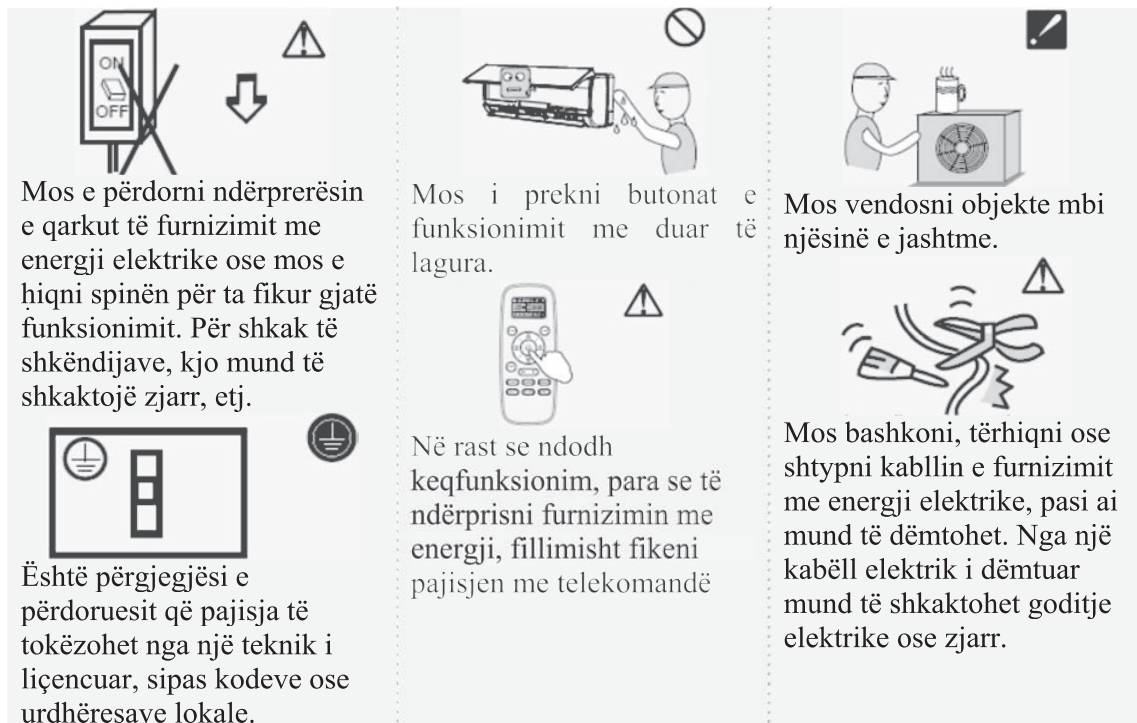 ON
OFF
Mos e përdorni ndërprerësin
e qarkut të furnizimit me
energji elektrike ose mos e
hiqni spinën për ta fikur gjatë
funksionimit. Për shkak të
shkëndijave, kjo mund të
shkaktojë zjarr, etj.
Është përgjegjësi e
përdoruesit që pajisja të
tokëzohet nga një teknik i
liçencuar, sipas kodeve ose
urdhëresave lokale.
Mos i prekni butonat e
funksionimit me duar të
lagura.
Në rast se ndodh
keqfunksionim, para se të
ndërprisni furnizimin me
energji, fillimisht fikeni
pajisjen me telekomandë
Mos vendosni objekte mbi
njësinë e jashtme.
Mos bashkoni, tërhiqni ose
shtypni kabllin e furnizimit
me energji elektrike, pasi ai
mund të dëmtohet. Nga një
kabëll elektrik i dëmtuar
mund të shkaktohet goditje
elektrike ose zjarr.